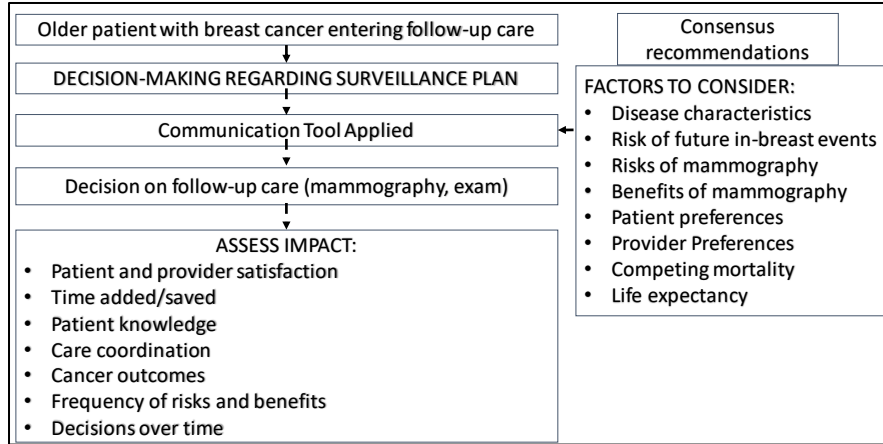 Older patient with breast cancer entering follow-up care
DECISION-MAKING REGARDING SURVEILLANCE PLAN
Communication Tool Applied
Decision on follow-up care (mammography, exam)
ASSESS IMPACT:
• Patient and provider satisfaction
• Time added/saved
• Patient knowledge
• Care coordination
• Cancer outcomes
• Frequency of risks and benefits
• Decisions over time
Consensus
recommendations
FACTORS TO CONSIDER:
• Disease characteristics
• Risk of future in-breast events
• Risks of mammography
• Benefits of mammography
• Patient preferences
• Provider Preferences
• Competing mortality
• Life expectancy